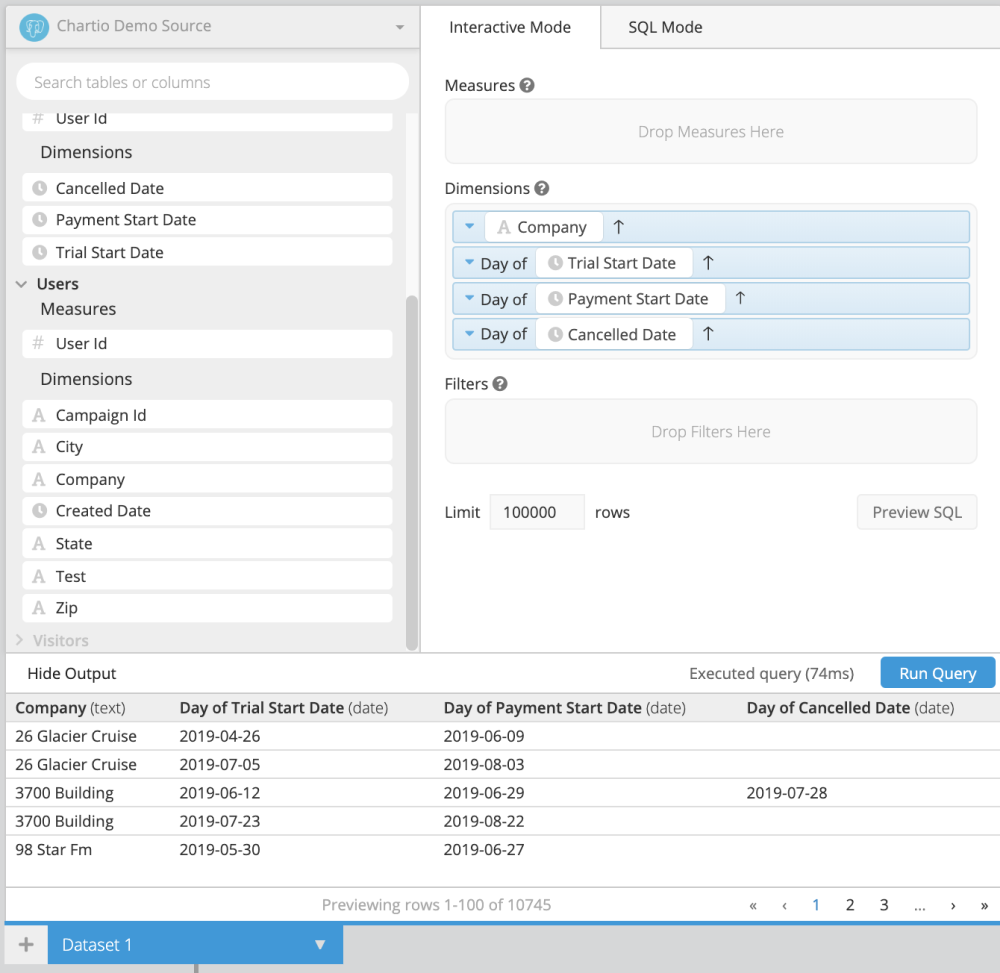 Chartio Demo Source
Search tables or columns
# User Id
Dimensions
Cancelled Date
Payment Start Date
Trial Start Date
Users
Measures
# User Id
Dimensions
A Campaign Id
A City
A Company
Created Date
A State
A Test
A Zip
Visitors
Interactive Mode SQL Mode
Measures ?
Drop Measures Here
Dimensions ?
A Company ↑
Day of Trial Start Date ↑
Day of Payment Start Date ↑
Day of Cancelled Date ↑
Filters ?
Drop Filters Here
Limit 100000 rows Preview SQL
Hide Output Executed query (74ms) Run Query
Company (text) Day of Trial Start Date (date) Day of Payment Start Date (date) Day of Cancelled Date (date)
26 Glacier Cruise 2019-04-26 2019-06-09
26 Glacier Cruise 2019-07-05 2019-08-03
3700 Building 2019-06-12 2019-06-29 2019-07-28
3700 Building 2019-07-23 2019-08-22
98 Star Fm 2019-05-30 2019-06-27
Previewing rows 1-100 of 10745 « ‹ 1 2 3 ... › »
+ Dataset 1 ▼